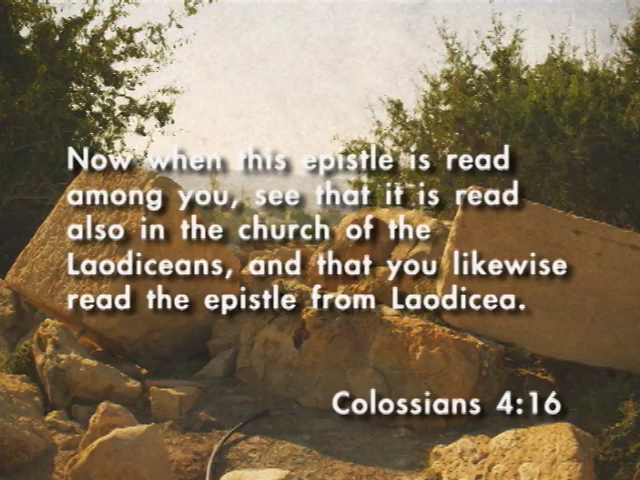 Now when this epistle is read
among you, see that it is read
also in the church of the
Laodiceans, and that you likewise
read the epistle from Laodicea.
Colossians 4:16